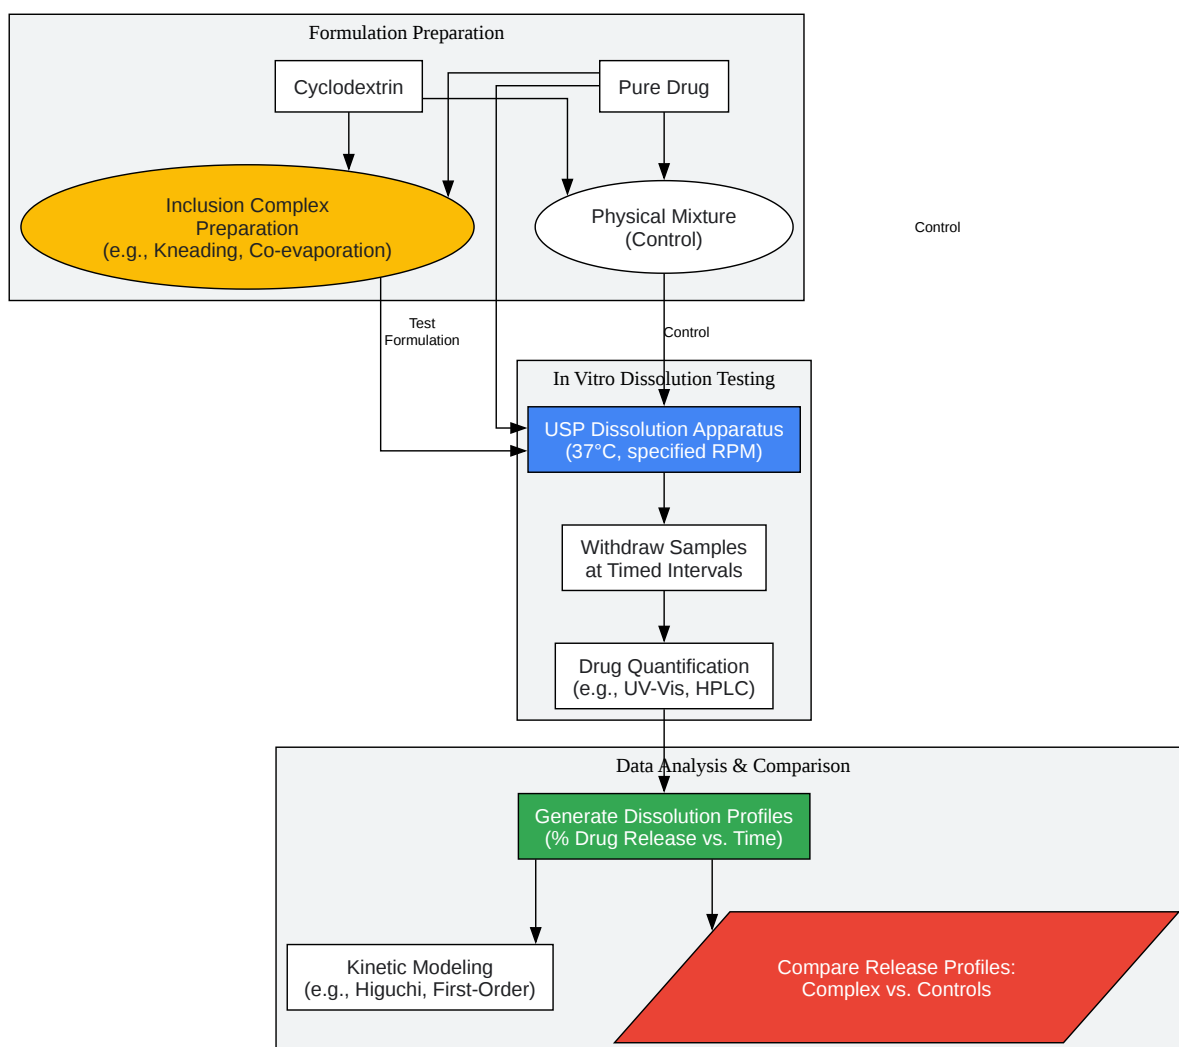 Formulation Preparation
Cyclodextrin
Pure Drug
Inclusion Complex
Preparation
(e.g., Kneading, Co-evaporation)
Physical Mixture
(Control)
Control
Test
Formulation
Control
In Vitro Dissolution Testing
USP Dissolution Apparatus
(37°C, specified RPM)
Withdraw Samples
at Timed Intervals
Drug Quantification
(e.g., UV-Vis, HPLC)
Data Analysis & Comparison
Generate Dissolution Profiles
(% Drug Release vs. Time)
Kinetic Modeling
(e.g., Higuchi, First-Order)
Compare Release Profiles:
Complex vs. Controls